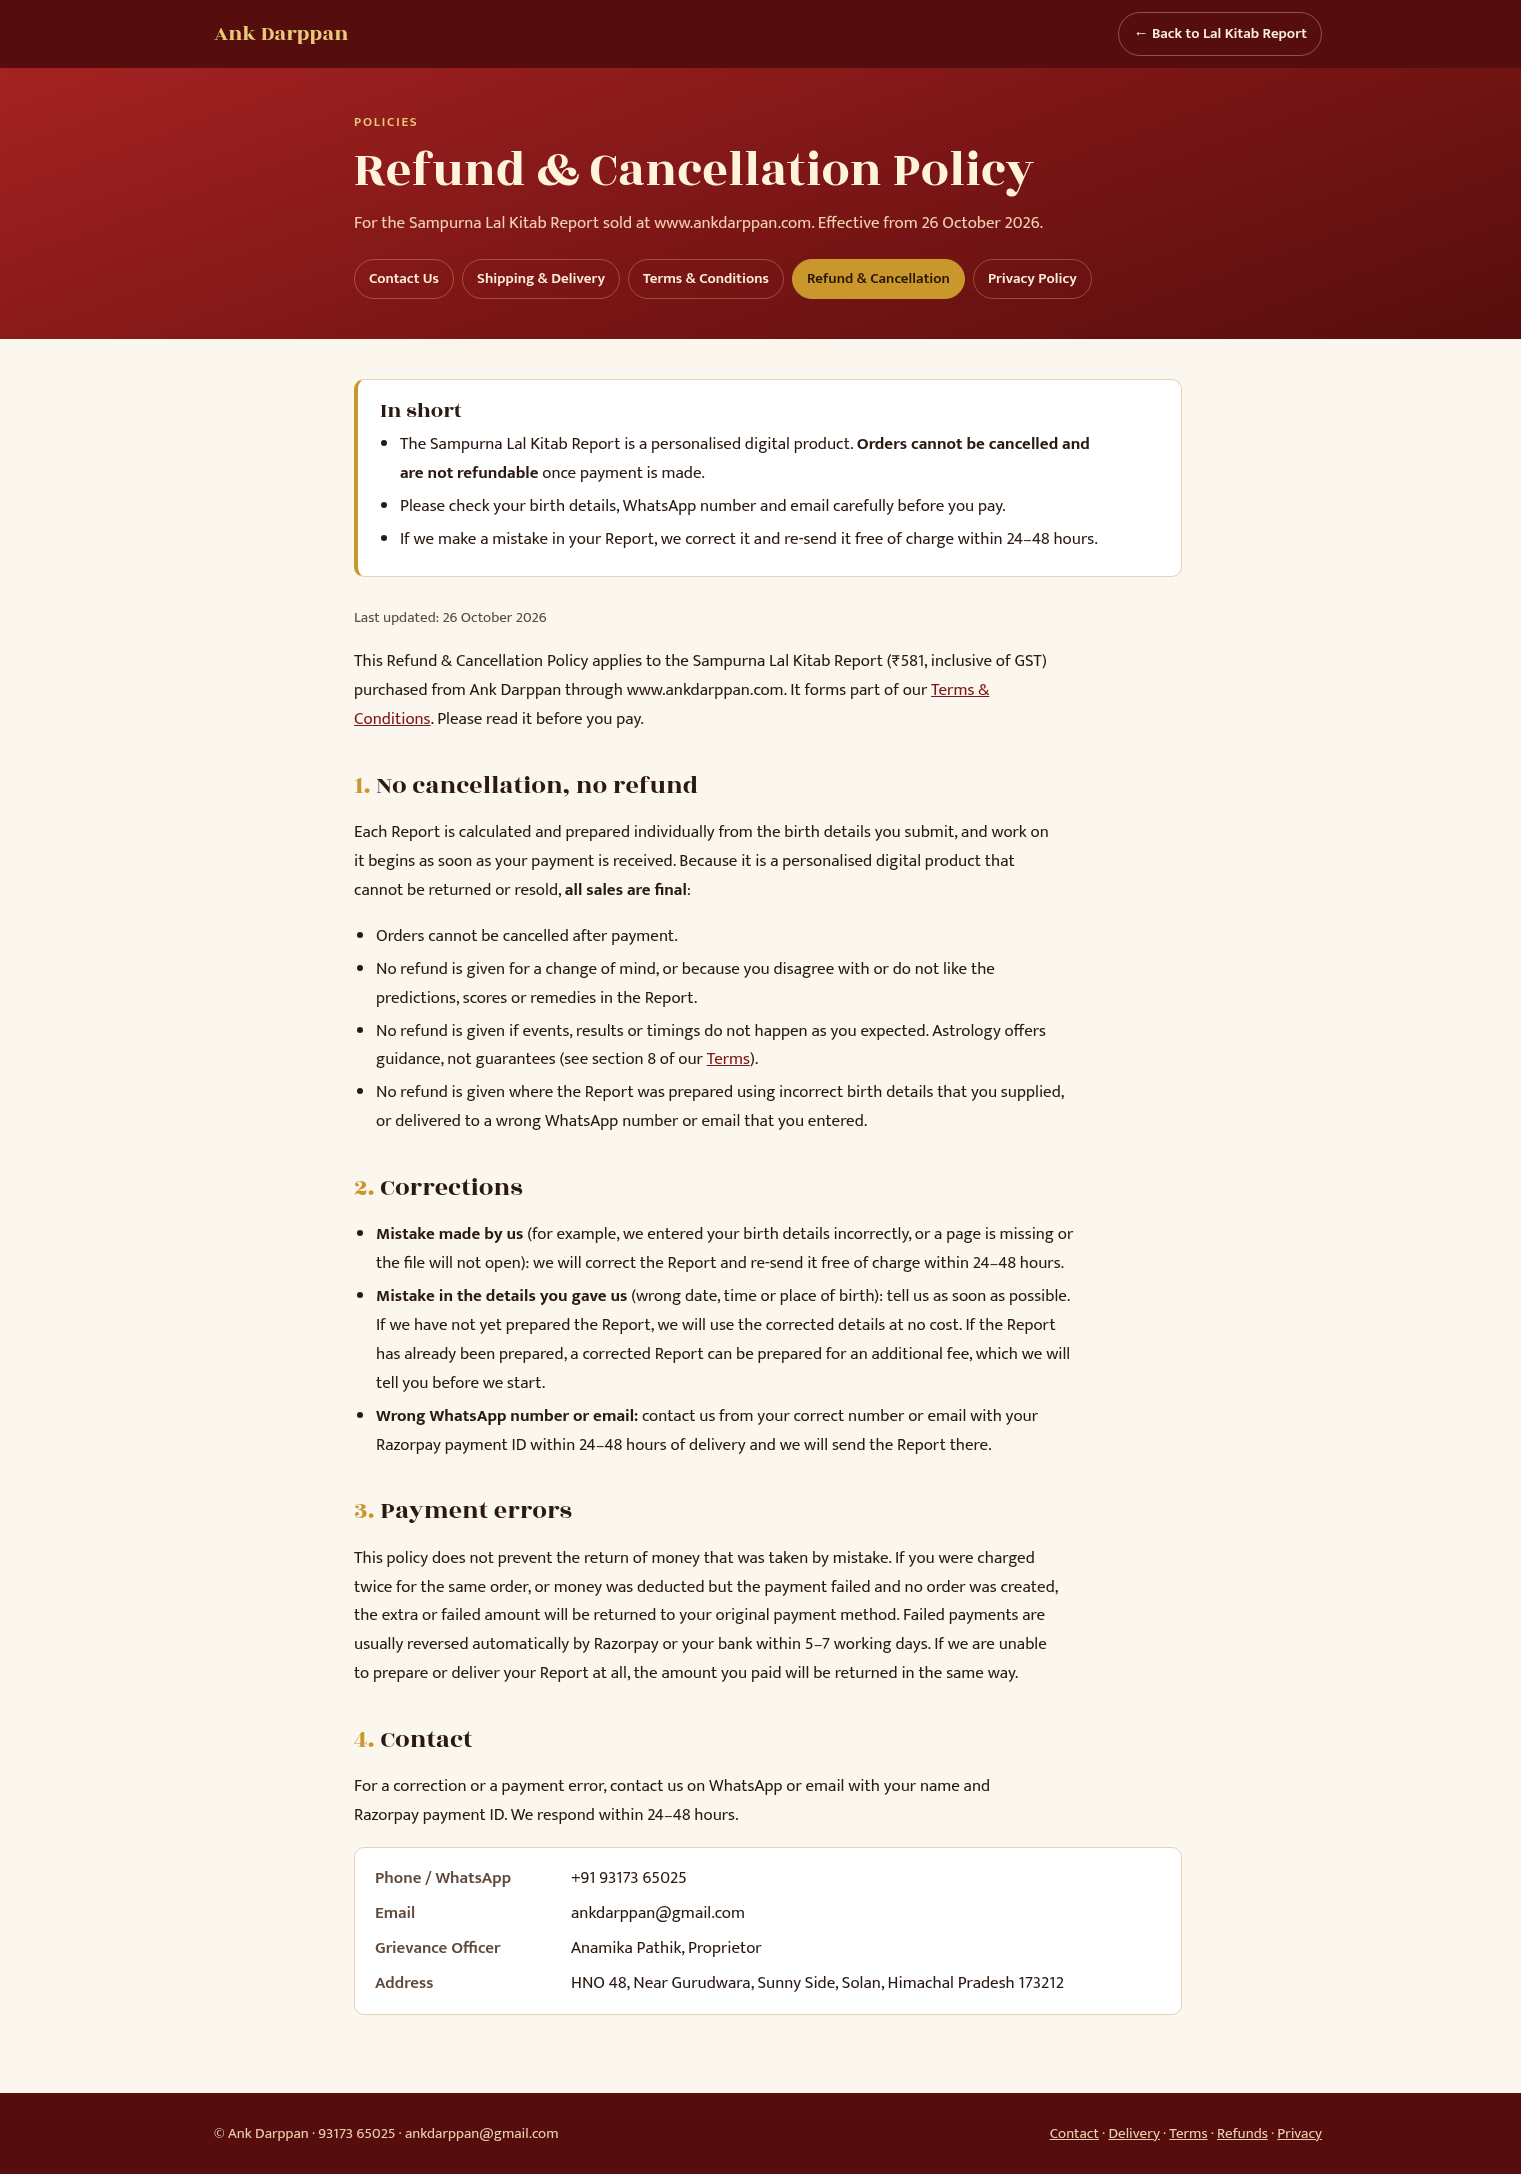 Ank Darppan
← Back to Lal Kitab Report
POLICIES
Refund & Cancellation Policy
For the Sampurna Lal Kitab Report sold at www.ankdarppan.com. Effective from 26 October 2026.
Contact Us
Shipping & Delivery
Terms & Conditions
Refund & Cancellation
Privacy Policy
In short
• The Sampurna Lal Kitab Report is a personalised digital product. Orders cannot be cancelled and
are not refundable once payment is made.
• Please check your birth details, WhatsApp number and email carefully before you pay.
• If we make a mistake in your Report, we correct it and re-send it free of charge within 24–48 hours.
Last updated: 26 October 2026
This Refund & Cancellation Policy applies to the Sampurna Lal Kitab Report (₹581, inclusive of GST)
purchased from Ank Darppan through www.ankdarppan.com. It forms part of our Terms &
Conditions. Please read it before you pay.
1. No cancellation, no refund
Each Report is calculated and prepared individually from the birth details you submit, and work on
it begins as soon as your payment is received. Because it is a personalised digital product that
cannot be returned or resold, all sales are final:
• Orders cannot be cancelled after payment.
• No refund is given for a change of mind, or because you disagree with or do not like the
predictions, scores or remedies in the Report.
• No refund is given if events, results or timings do not happen as you expected. Astrology offers
guidance, not guarantees (see section 8 of our Terms).
• No refund is given where the Report was prepared using incorrect birth details that you supplied,
or delivered to a wrong WhatsApp number or email that you entered.
2. Corrections
• Mistake made by us (for example, we entered your birth details incorrectly, or a page is missing or
the file will not open): we will correct the Report and re-send it free of charge within 24–48 hours.
• Mistake in the details you gave us (wrong date, time or place of birth): tell us as soon as possible.
If we have not yet prepared the Report, we will use the corrected details at no cost. If the Report
has already been prepared, a corrected Report can be prepared for an additional fee, which we will
tell you before we start.
• Wrong WhatsApp number or email: contact us from your correct number or email with your
Razorpay payment ID within 24–48 hours of delivery and we will send the Report there.
3. Payment errors
This policy does not prevent the return of money that was taken by mistake. If you were charged
twice for the same order, or money was deducted but the payment failed and no order was created,
the extra or failed amount will be returned to your original payment method. Failed payments are
usually reversed automatically by Razorpay or your bank within 5–7 working days. If we are unable
to prepare or deliver your Report at all, the amount you paid will be returned in the same way.
4. Contact
For a correction or a payment error, contact us on WhatsApp or email with your name and
Razorpay payment ID. We respond within 24–48 hours.
Phone / WhatsApp +91 93173 65025
Email ankdarppan@gmail.com
Grievance Officer Anamika Pathik, Proprietor
Address HNO 48, Near Gurudwara, Sunny Side, Solan, Himachal Pradesh 173212
© Ank Darppan · 93173 65025 · ankdarppan@gmail.com
Contact · Delivery · Terms · Refunds · Privacy